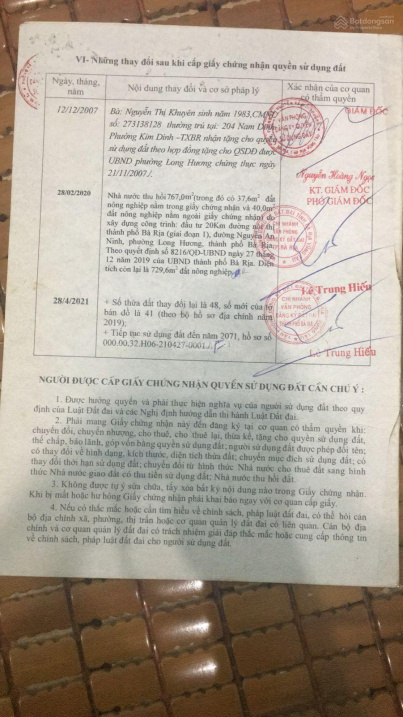 Batdongsan
VI- Những thay đổi sau khi cấp giấy chứng nhận quyền sử dụng đất
Ngày, tháng, năm
Nội dung thay đổi và cơ sở pháp lý
Xác nhận của cơ quan có thẩm quyền
12/12/2007
Bà: Nguyễn Thị Khuyên sinh năm 1983,CMND
số: 273138128 thường trú tại: 204 Nam
Phường Kim Dinh –TXBR nhận tặng cho quyền
sử dụng đất theo hợp đồng tặng cho QSDĐ được
UBND phường Long Hương chứng thực ngày
21/11/2007./.
GIÁM ĐỐC
Nguyễn Hoàng Ngọc
28/02/2020
Nhà nước thu hồi 767,0m²(trong đó có 37,6m² đất
nông nghiệp nằm trong giấy chứng nhận và 40,0m²
đất nông nghiệp nằm ngoài giấy chứng nhận) để
xây dựng công trình: đầu tư 20Km đường nội thị
thành phố Bà Rịa (giai đoạn 1), đường Nguyễn An
Ninh, phường Long Hương, thành phố Bà Rịa.
Theo quyết định số 8216/QD-UBND ngày 27 tháng
12 năm 2019 của UBND thành phố Bà Rịa. Diện
tích còn lại là 729,6m² đất nông nghiệp
KT. GIÁM ĐỐC
PHÓ GIÁM ĐỐC
Lê Trung Hiếu
28/4/2021
+ Số thửa đất thay đổi lại là 48, số mới của tờ
bản đồ là 41 (theo bộ hồ sơ địa chính năm
2019);
+ Tiếp tục sử dụng đất đến năm 2071, hồ sơ số
000.00.32.H06-210427-0001
CHI NHÁNH
VĂN PHÒNG
ĐĂNG KÝ ĐẤT ĐAI
Lê Trung Hiếu
NGƯỜI ĐƯỢC CẤP GIẤY CHỨNG NHẬN QUYỀN SỬ DỤNG ĐẤT CẦN CHÚ Ý :
1. Được hưởng quyền và phải thực hiện nghĩa vụ của người sử dụng đất theo quy
định của Luật Đất đai và các Nghị định hướng dẫn thi hành Luật Đất đai.
2. Phải mang Giấy chứng nhận này đến đăng ký tại cơ quan có thẩm quyền khi:
chuyển đổi, chuyển nhượng, cho thuê, cho thuê lại, thừa kế, tặng cho quyền sử dụng đất,
thế chấp, bảo lãnh, góp vốn bằng quyền sử dụng đất; người sử dụng đất được phép đổi tên;
có thay đổi về hình dạng, kích thước, diện tích thửa đất; chuyển mục đích sử dụng đất; có
thay đổi thời hạn sử dụng đất; chuyển đổi từ hình thức Nhà nước cho thuê đất sang hình
thức Nhà nước giao đất có thu tiền sử dụng đất; Nhà nước thu hồi đất.
3. Không được tự ý sửa chữa, tẩy xóa bất kỳ nội dung nào trong Giấy chứng nhận.
Khi bị mất hoặc hư hỏng Giấy chứng nhận phải khai báo ngay với cơ quan cấp giấy.
4. Nếu có thắc mắc hoặc cần tìm hiểu về chính sách, pháp luật đất đai, có thể hỏi cán
bộ địa chính xã, phường, thị trấn hoặc cơ quan quản lý đất đai có liên quan. Cán bộ địa
chính và cơ quan quản lý đất đai có trách nhiệm giải đáp thắc mắc hoặc cung cấp thông tin
về chính sách, pháp luật đất đai cho người sử dụng đất.